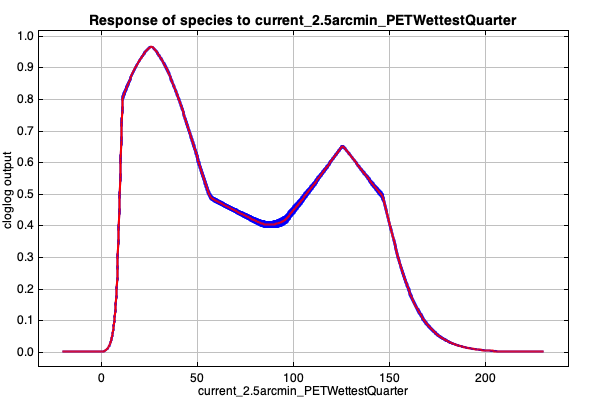 Response of species to current_2.5arcmin_PETWettestQuarter
1.0
0.9
0.8
0.7
0.6
0.5
0.4
0.3
0.2
0.1
0.0
cloglog output
0 50 100 150 200
current_2.5arcmin_PETWettestQuarter